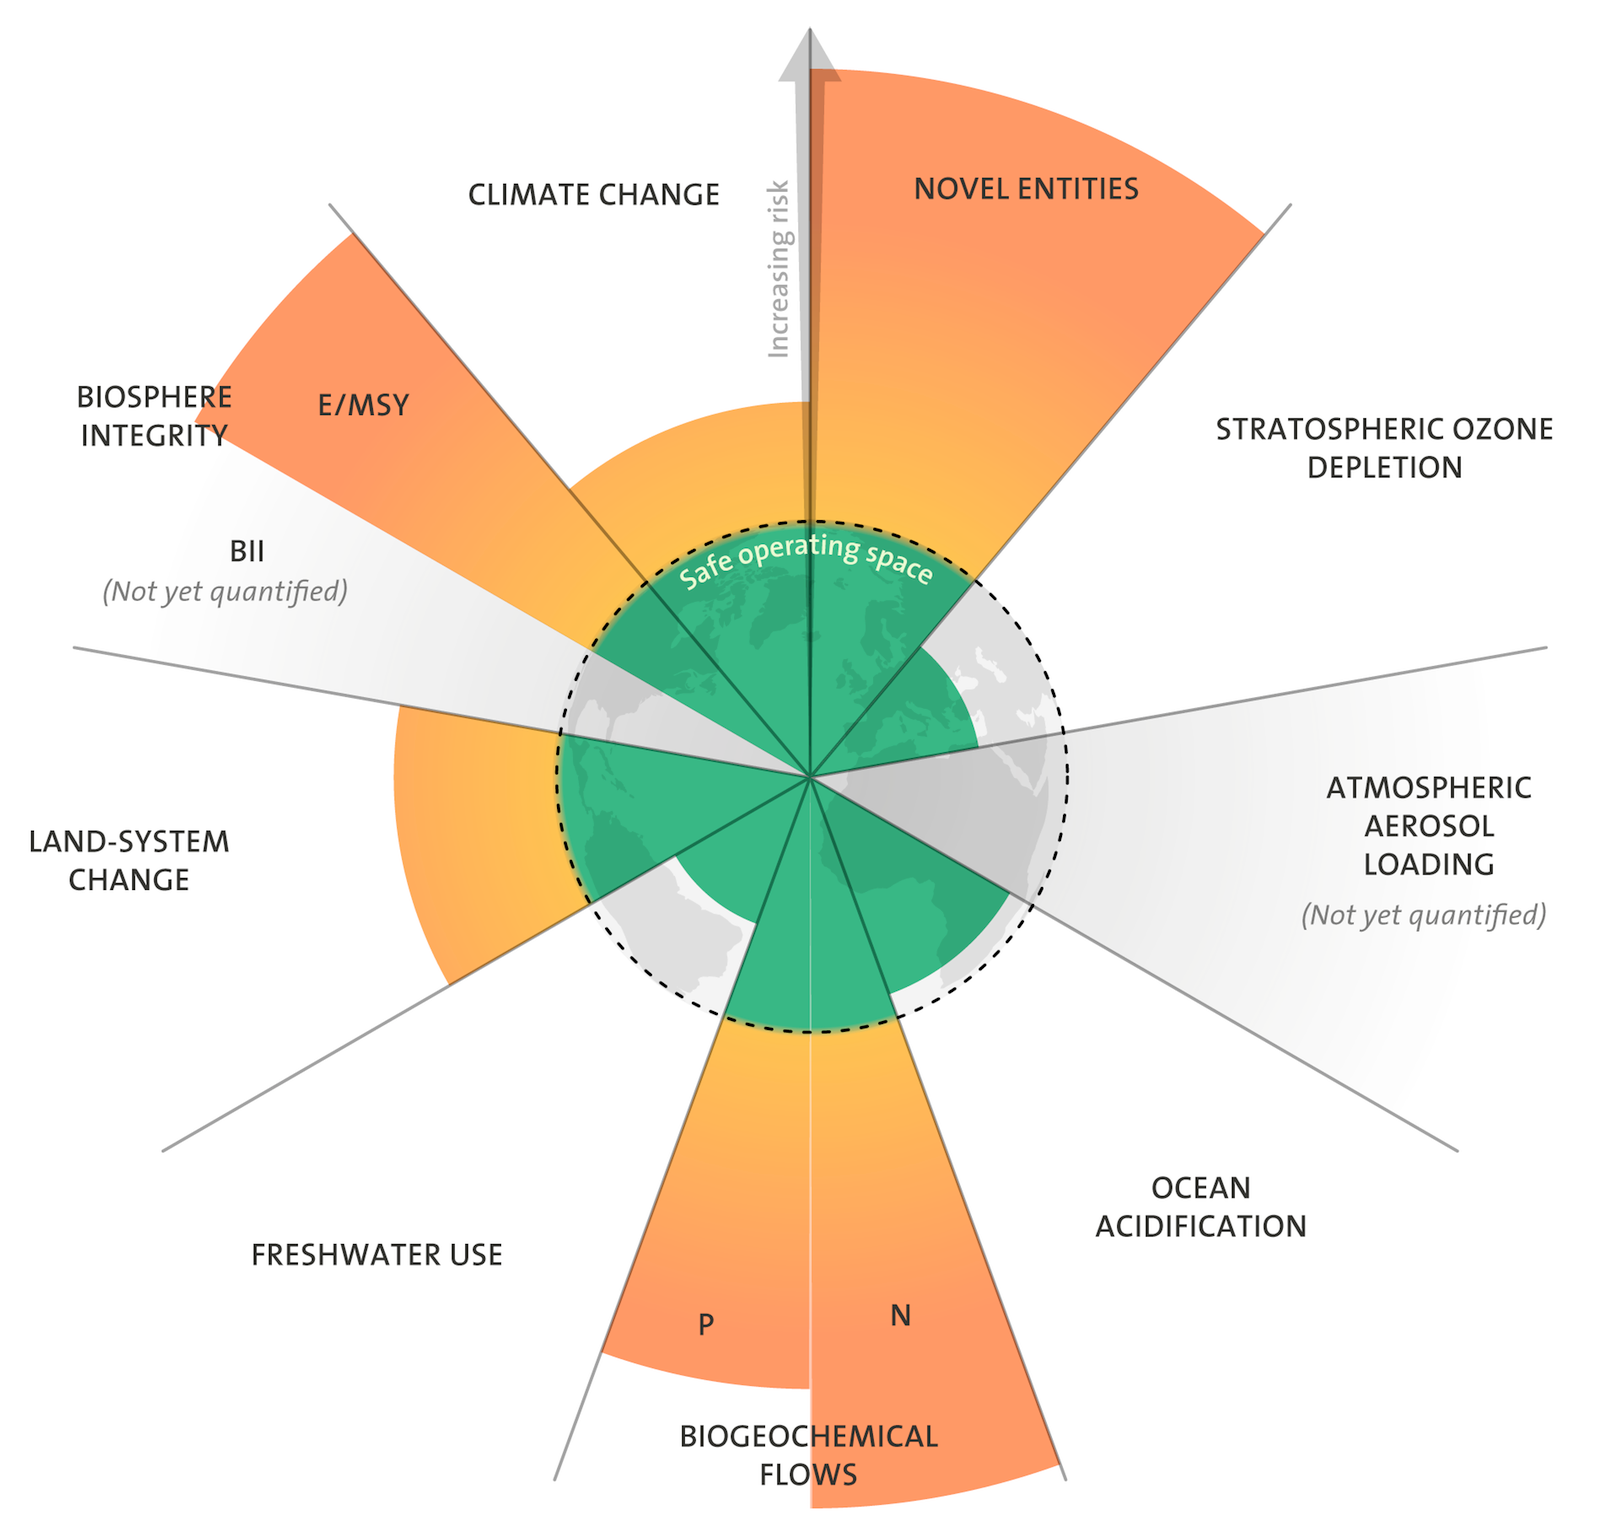 CLIMATE CHANGE
Increasing risk
NOVEL ENTITIES
STRATOSPHERIC OZONE
DEPLETION
BIOSPHERE
INTEGRITY
E/MSY
BII
(Not yet quantified)
Safe operating space
ATMOSPHERIC
AEROSOL
LOADING
(Not yet quantified)
LAND-SYSTEM
CHANGE
OCEAN
ACIDIFICATION
FRESHWATER USE
P
N
BIOGEOCHEMICAL
FLOWS